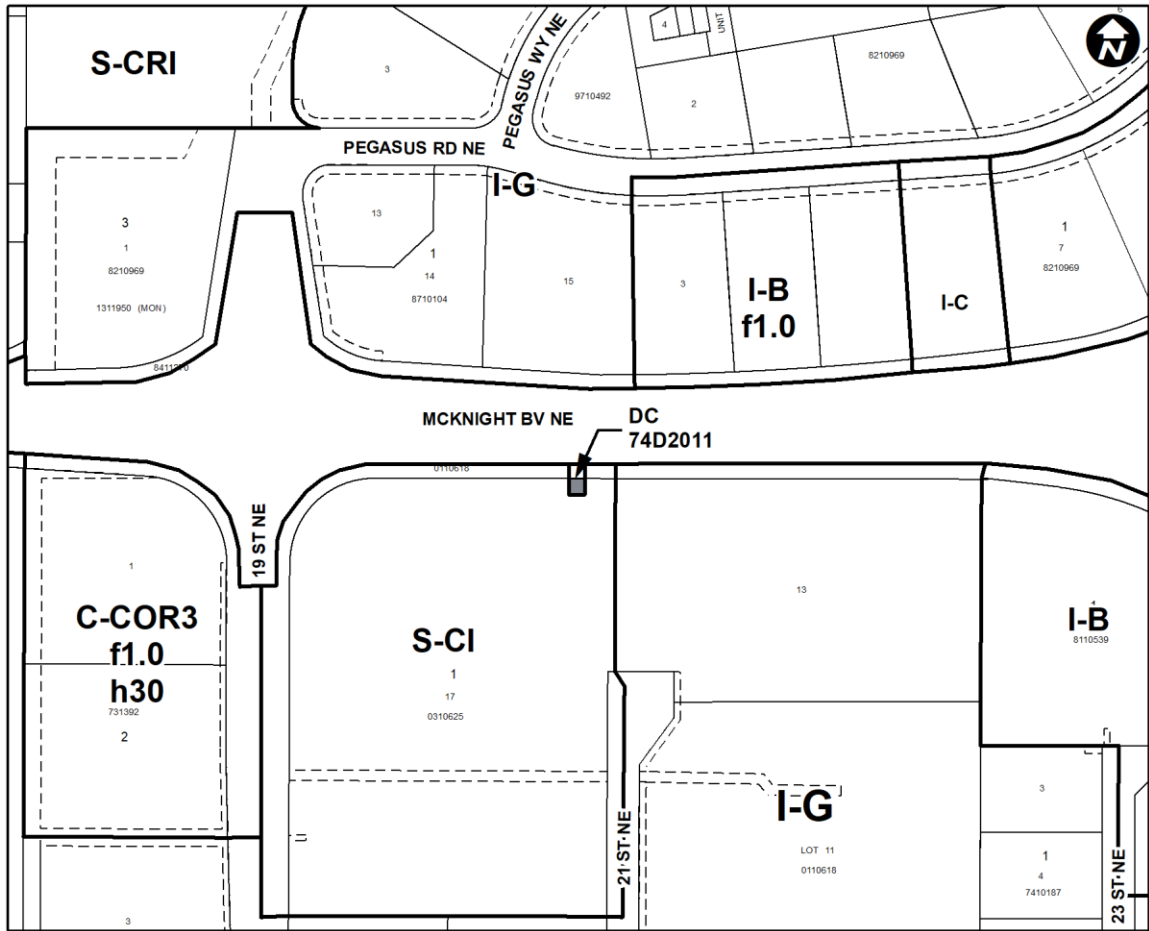 6
4
UNIT
S-CRI
N
8210969
3
9710492
2
PEGASUS WY NE
PEGASUS RD NE
I-G
3
1
8210969
1311950 (MON)
13
1
14
8710104
15
3
I-B
f1.0
I-C
1
7
8210969
MCKNIGHT BV NE
DC
74D2011
0110618
19 ST NE
1
C-COR3
f1.0
h30
731392
2
S-CI
1
17
0310625
13
I-B
8110539
I-G
LOT 11
0110618
21 ST NE
3
1
4
7410187
23 ST NE
3